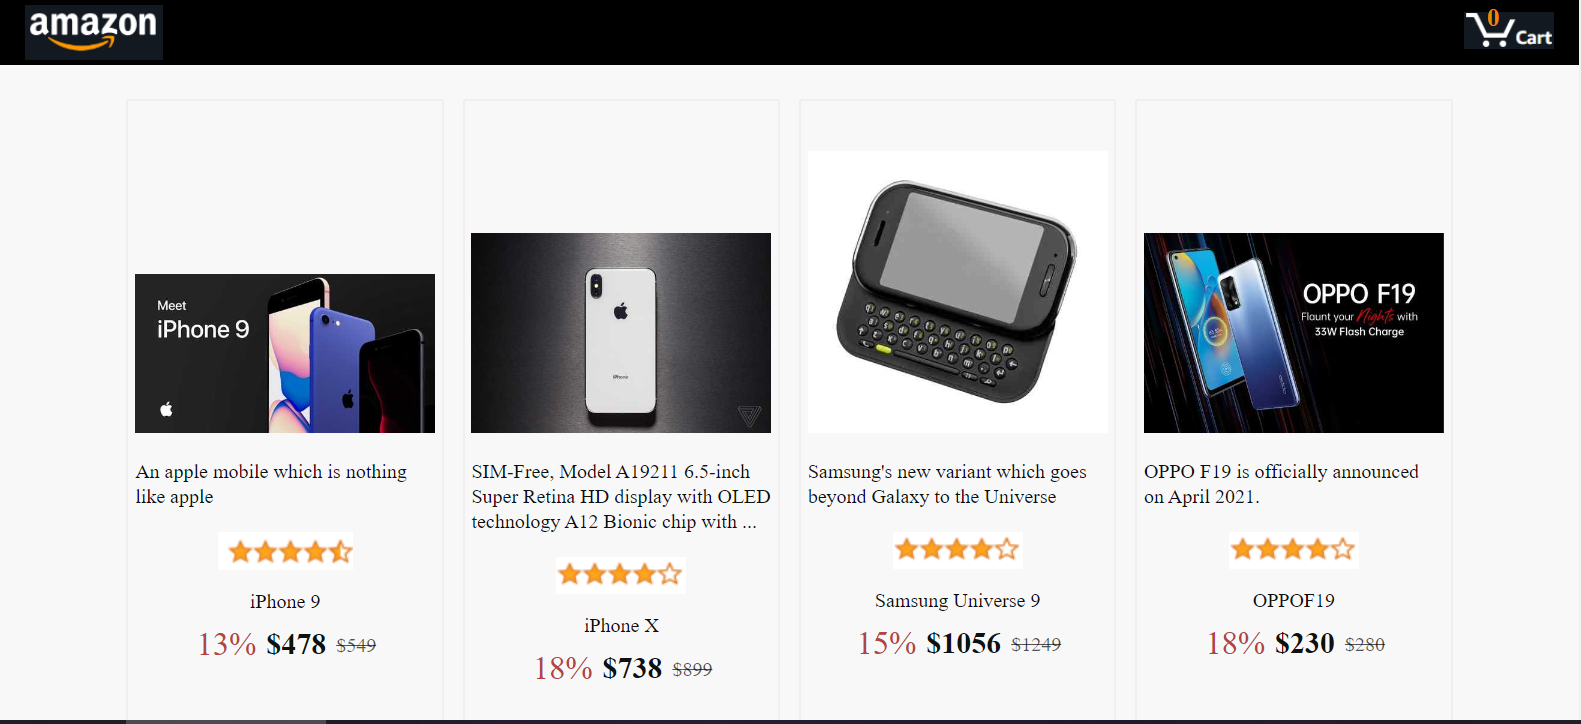 amazon
0
Cart
Meet
iPhone 9
iPhone
OPPO F19
Flaunt your Nights with
33W Flash Charge
An apple mobile which is nothing
like apple
SIM-Free, Model A19211 6.5-inch
Super Retina HD display with OLED
technology A12 Bionic chip with ...
Samsung's new variant which goes
beyond Galaxy to the Universe
OPPO F19 is officially announced
on April 2021.
iPhone 9
13% $478 $549
iPhone X
18% $738 $899
Samsung Universe 9
15% $1056 $1249
OPPOF19
18% $230 $280